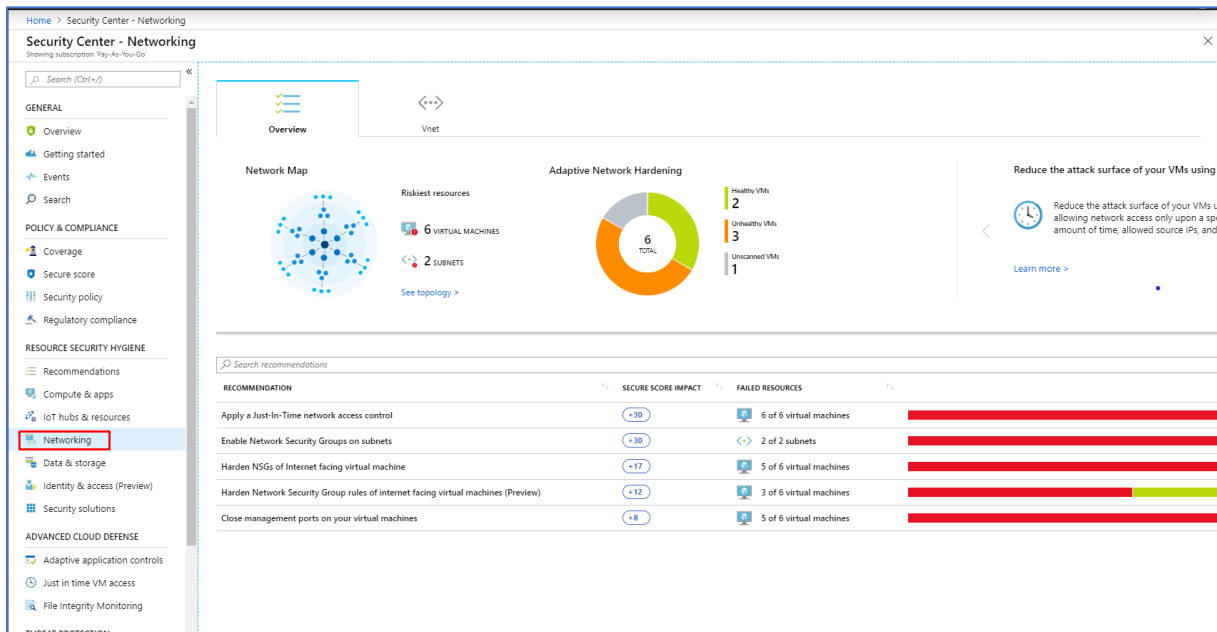 Home > Security Center - Networking
Security Center - Networking
Showing subscription 'Pay-As-You-Go'
Search (Ctrl+/)
«
GENERAL
Overview
Getting started
Events
Search
POLICY & COMPLIANCE
Coverage
Secure score
Security policy
Regulatory compliance
RESOURCE SECURITY HYGIENE
Recommendations
Compute & apps
IoT hubs & resources
Networking
Data & storage
Identity & access (Preview)
Security solutions
ADVANCED CLOUD DEFENSE
Adaptive application controls
Just in time VM access
File Integrity Monitoring
THREAT PROTECTION
Overview
Vnet
Network Map
Riskiest resources
6 VIRTUAL MACHINES
2 SUBNETS
See topology >
Adaptive Network Hardening
6
TOTAL
Healthy VMs
2
Unhealthy VMs
3
Unscanned VMs
1
Reduce the attack surface of your VMs using
Reduce the attack surface of your VMs u
allowing network access only upon a spe
amount of time, allowed source IPs, and
Learn more >
Search recommendations
RECOMMENDATION SECURE SCORE IMPACT FAILED RESOURCES
Apply a Just-In-Time network access control +30 6 of 6 virtual machines
Enable Network Security Groups on subnets +30 2 of 2 subnets
Harden NSGs of Internet facing virtual machine +17 5 of 6 virtual machines
Harden Network Security Group rules of internet facing virtual machines (Preview) +12 3 of 6 virtual machines
Close management ports on your virtual machines +8 5 of 6 virtual machines